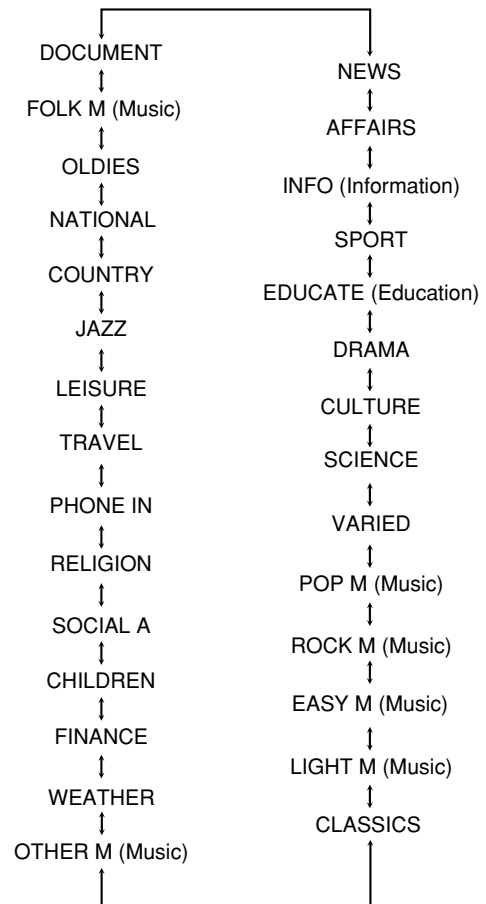 DOCUMENT
FOLK M (Music)
OLDIES
NATIONAL
COUNTRY
JAZZ
LEISURE
TRAVEL
PHONE IN
RELIGION
SOCIAL A
CHILDREN
FINANCE
WEATHER
OTHER M (Music)
NEWS
AFFAIRS
INFO (Information)
SPORT
EDUCATE (Education)
DRAMA
CULTURE
SCIENCE
VARIED
POP M (Music)
ROCK M (Music)
EASY M (Music)
LIGHT M (Music)
CLASSICS